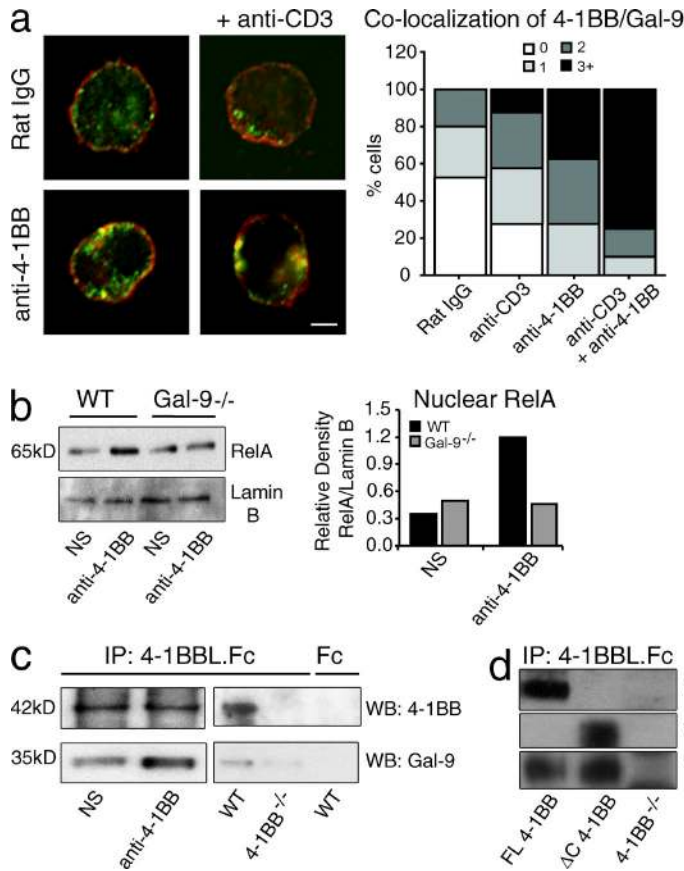 a
+ anti-CD3
Rat IgG
anti-4-1BB
Co-localization of 4-1BB/Gal-9
0
2
1
3+
120
100
80
60
40
20
0
% cells
Rat IgG
anti-CD3
anti-4-1BB
anti-CD3
+ anti-4-1BB
b
WT
Gal-9-/-
65kD
RelA
Lamin
B
NS
anti-4-1BB
NS
anti-4-1BB
Nuclear RelA
1.5
1.2
0.9
0.6
0.3
0.0
Relative Density
RelA/Lamin B
WT
Gal-9-/-
NS
anti-4-1BB
c
IP: 4-1BBL.Fc
Fc
42kD
WB: 4-1BB
35kD
WB: Gal-9
NS
anti-4-1BB
WT
4-1BB-/-
WT
d
IP: 4-1BBL.Fc
FL 4-1BB
ΔC 4-1BB
4-1BB-/-